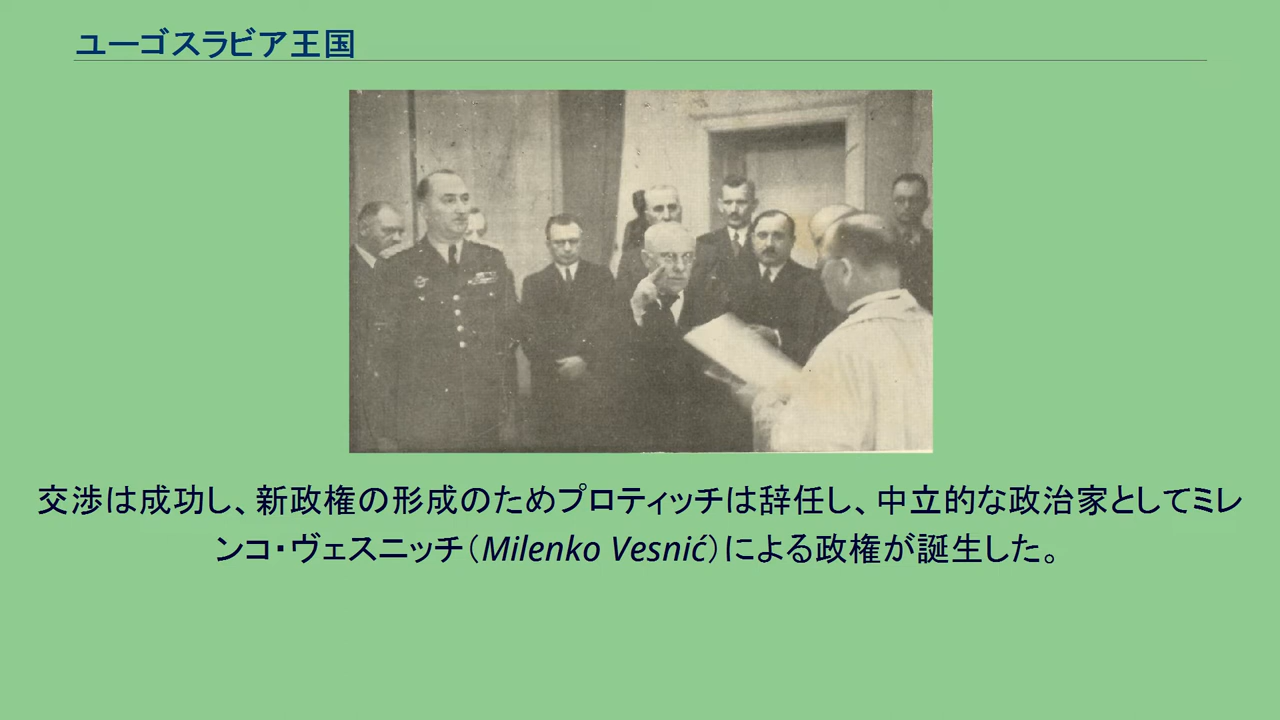 ユーゴスラビア王国
交渉は成功し、新政権の形成のためプロティッチは辞任し、中立的な政治家としてミレ
ンコ・ヴェスニッチ（Milenko Vesnić）による政権が誕生した。